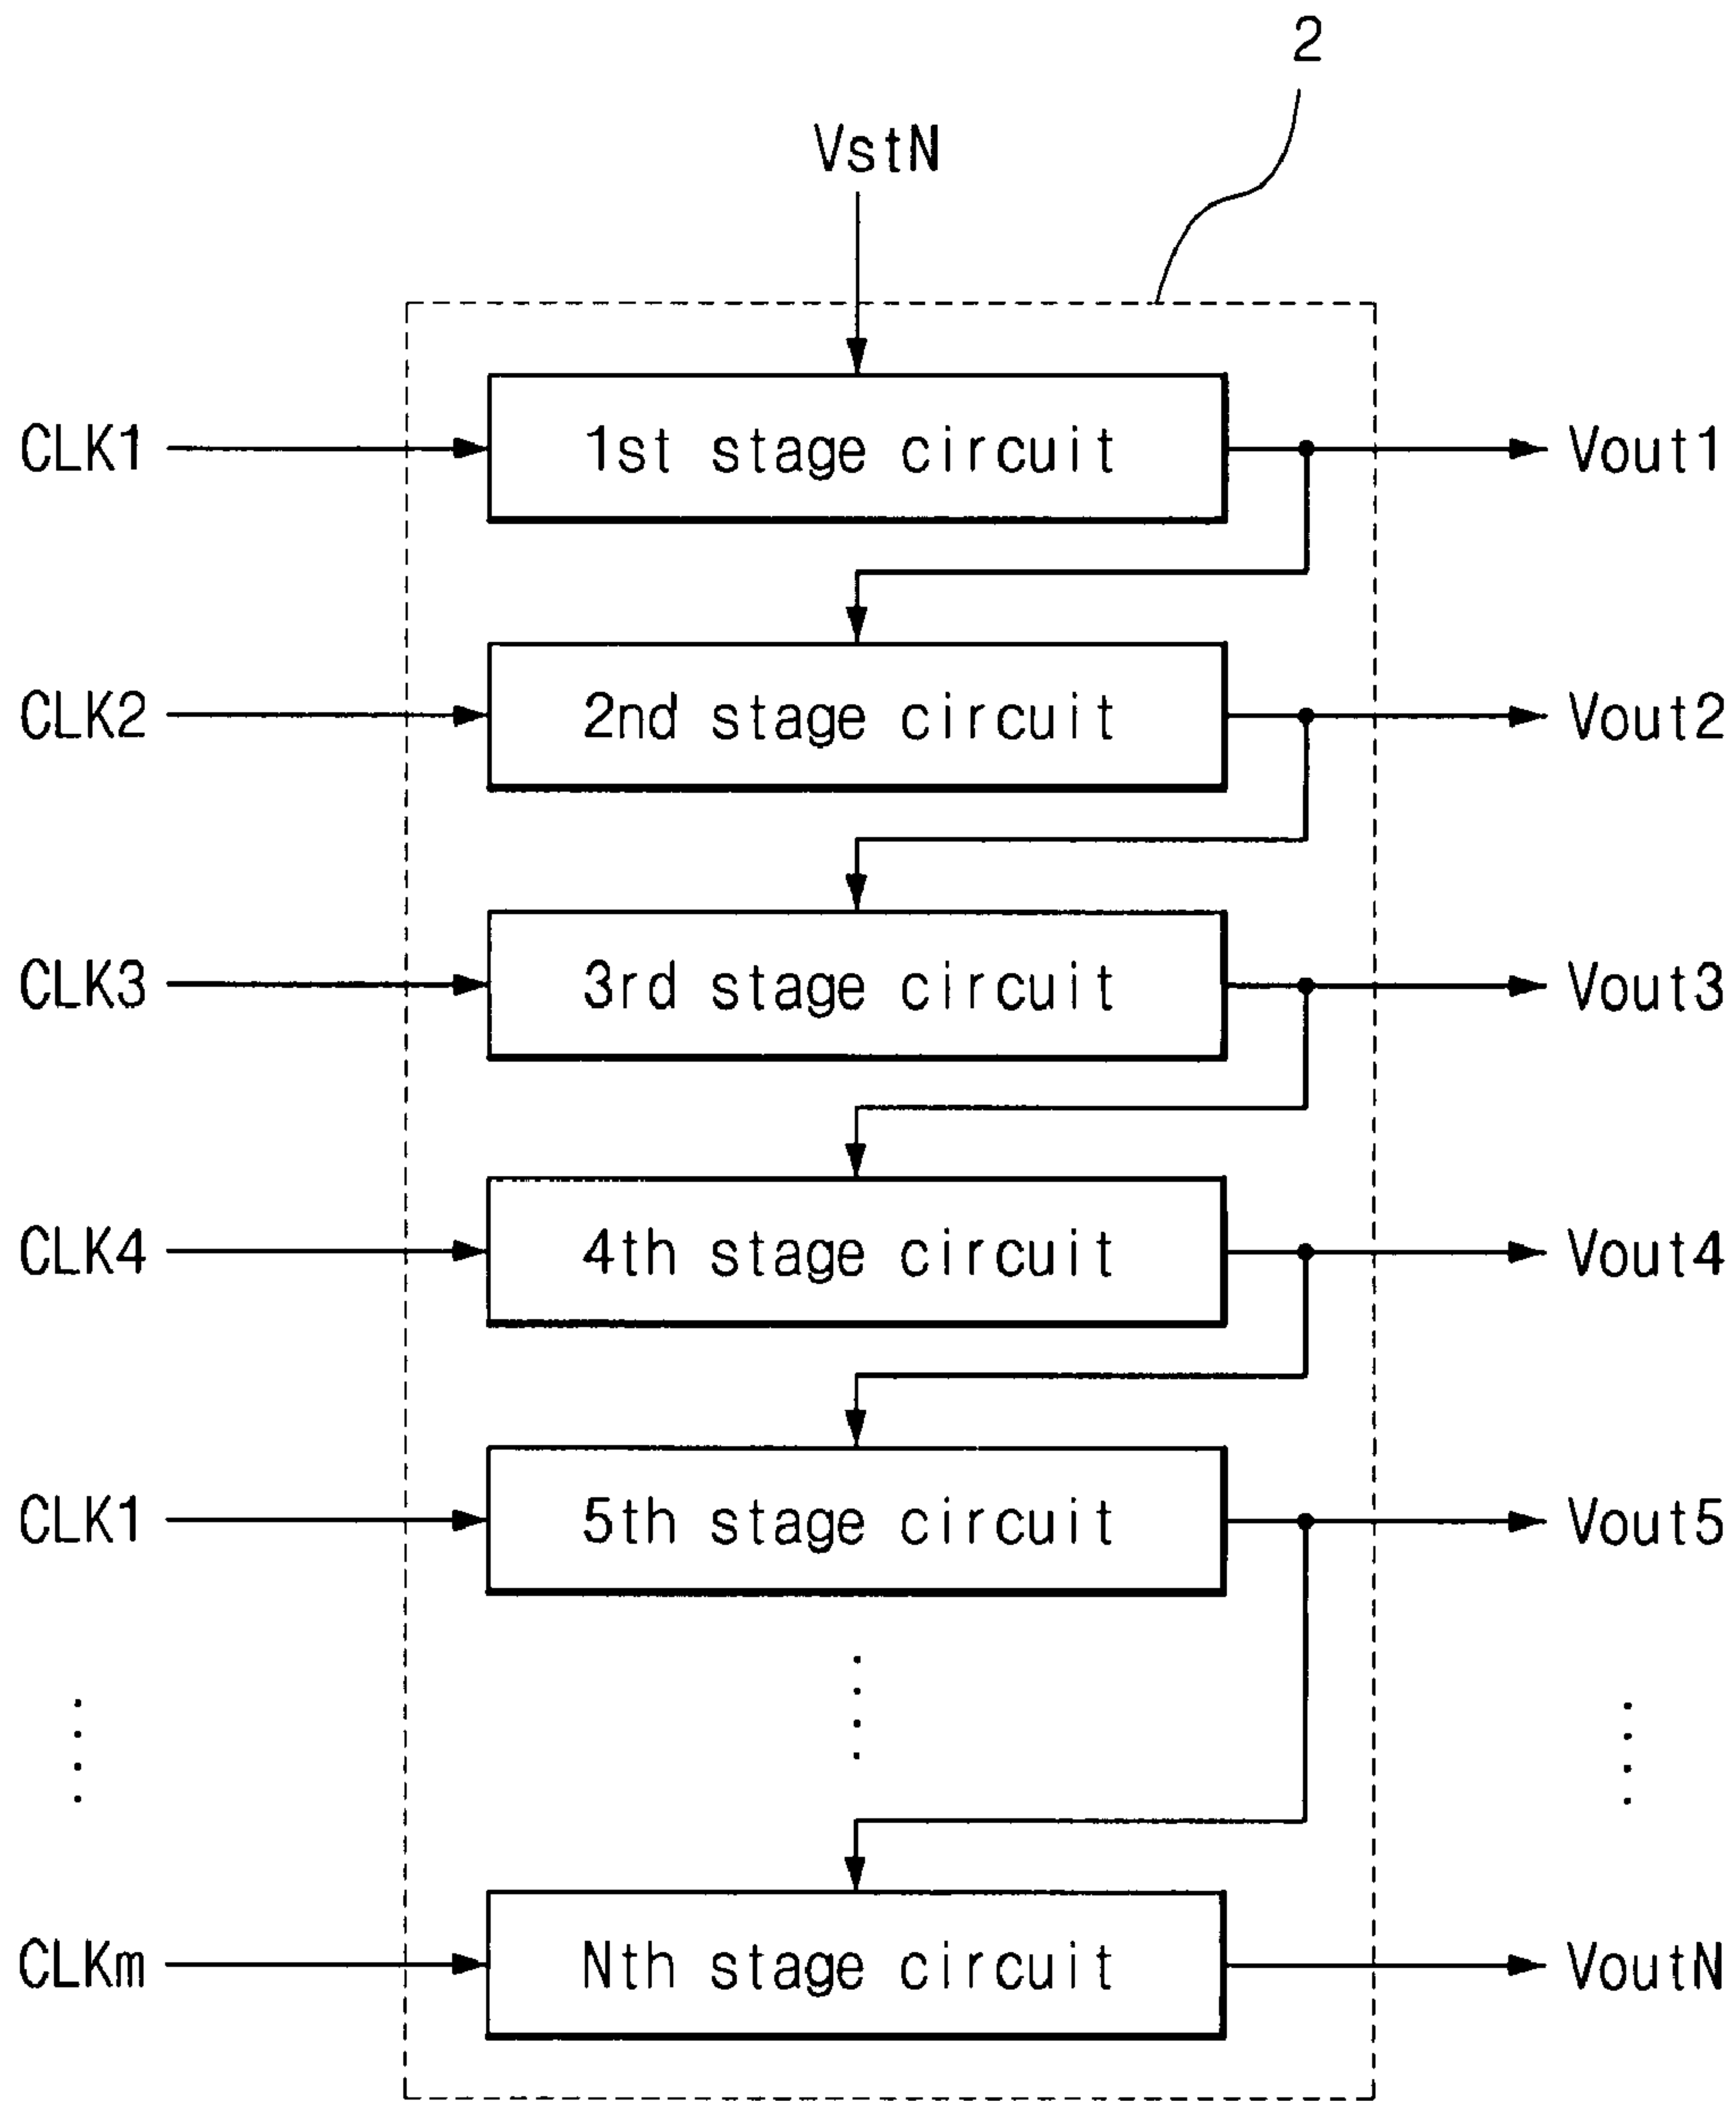 2
VstN
CLK1 1st stage circuit Vout1
CLK2 2nd stage circuit Vout2
CLK3 3rd stage circuit Vout3
CLK4 4th stage circuit Vout4
CLK1 5th stage circuit Vout5
CLKm Nth stage circuit VoutN